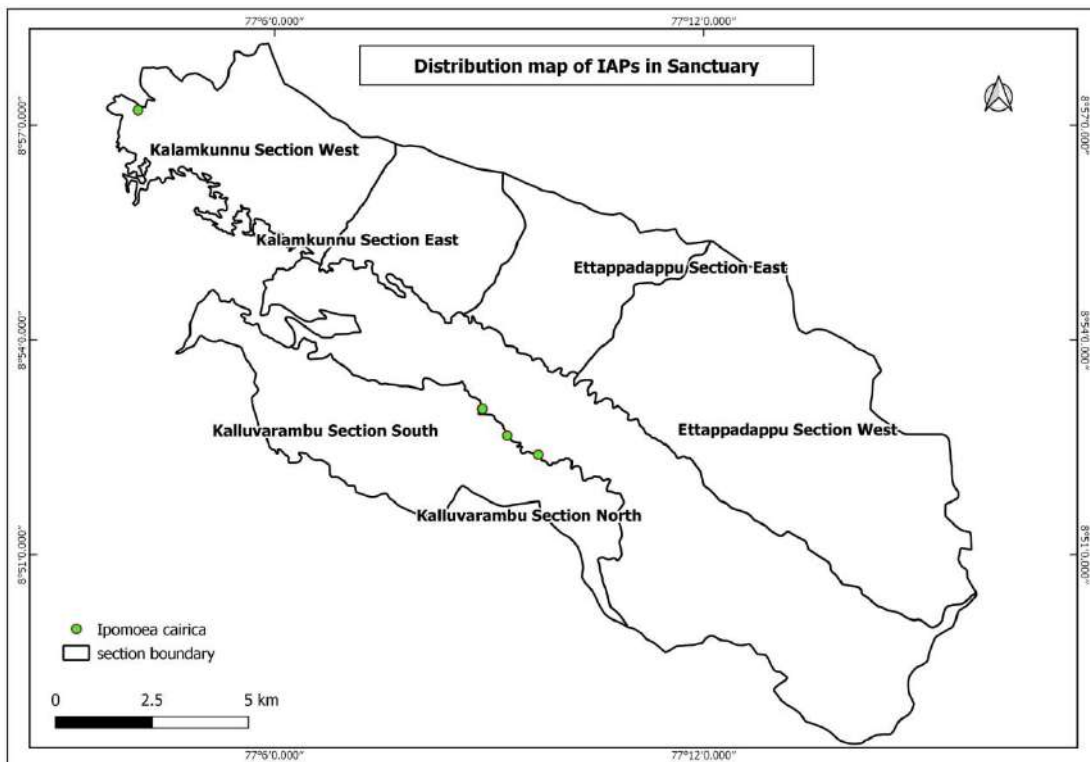 77°6′0.000″
77°12′0.000″
Distribution map of IAPs in Sanctuary
8°57′0.000″
8°57′0.000″
Kalamkunnu Section West
Kalamkunnu Section East
Ettappadappu Section East
8°54′0.000″
8°54′0.000″
Kalluvarambu Section South
Ettappadappu Section West
Kalluvarambu Section North
8°51′0.000″
8°51′0.000″
Ipomoea cairica
section boundary
0 2.5 5 km
77°6′0.000″
77°12′0.000″